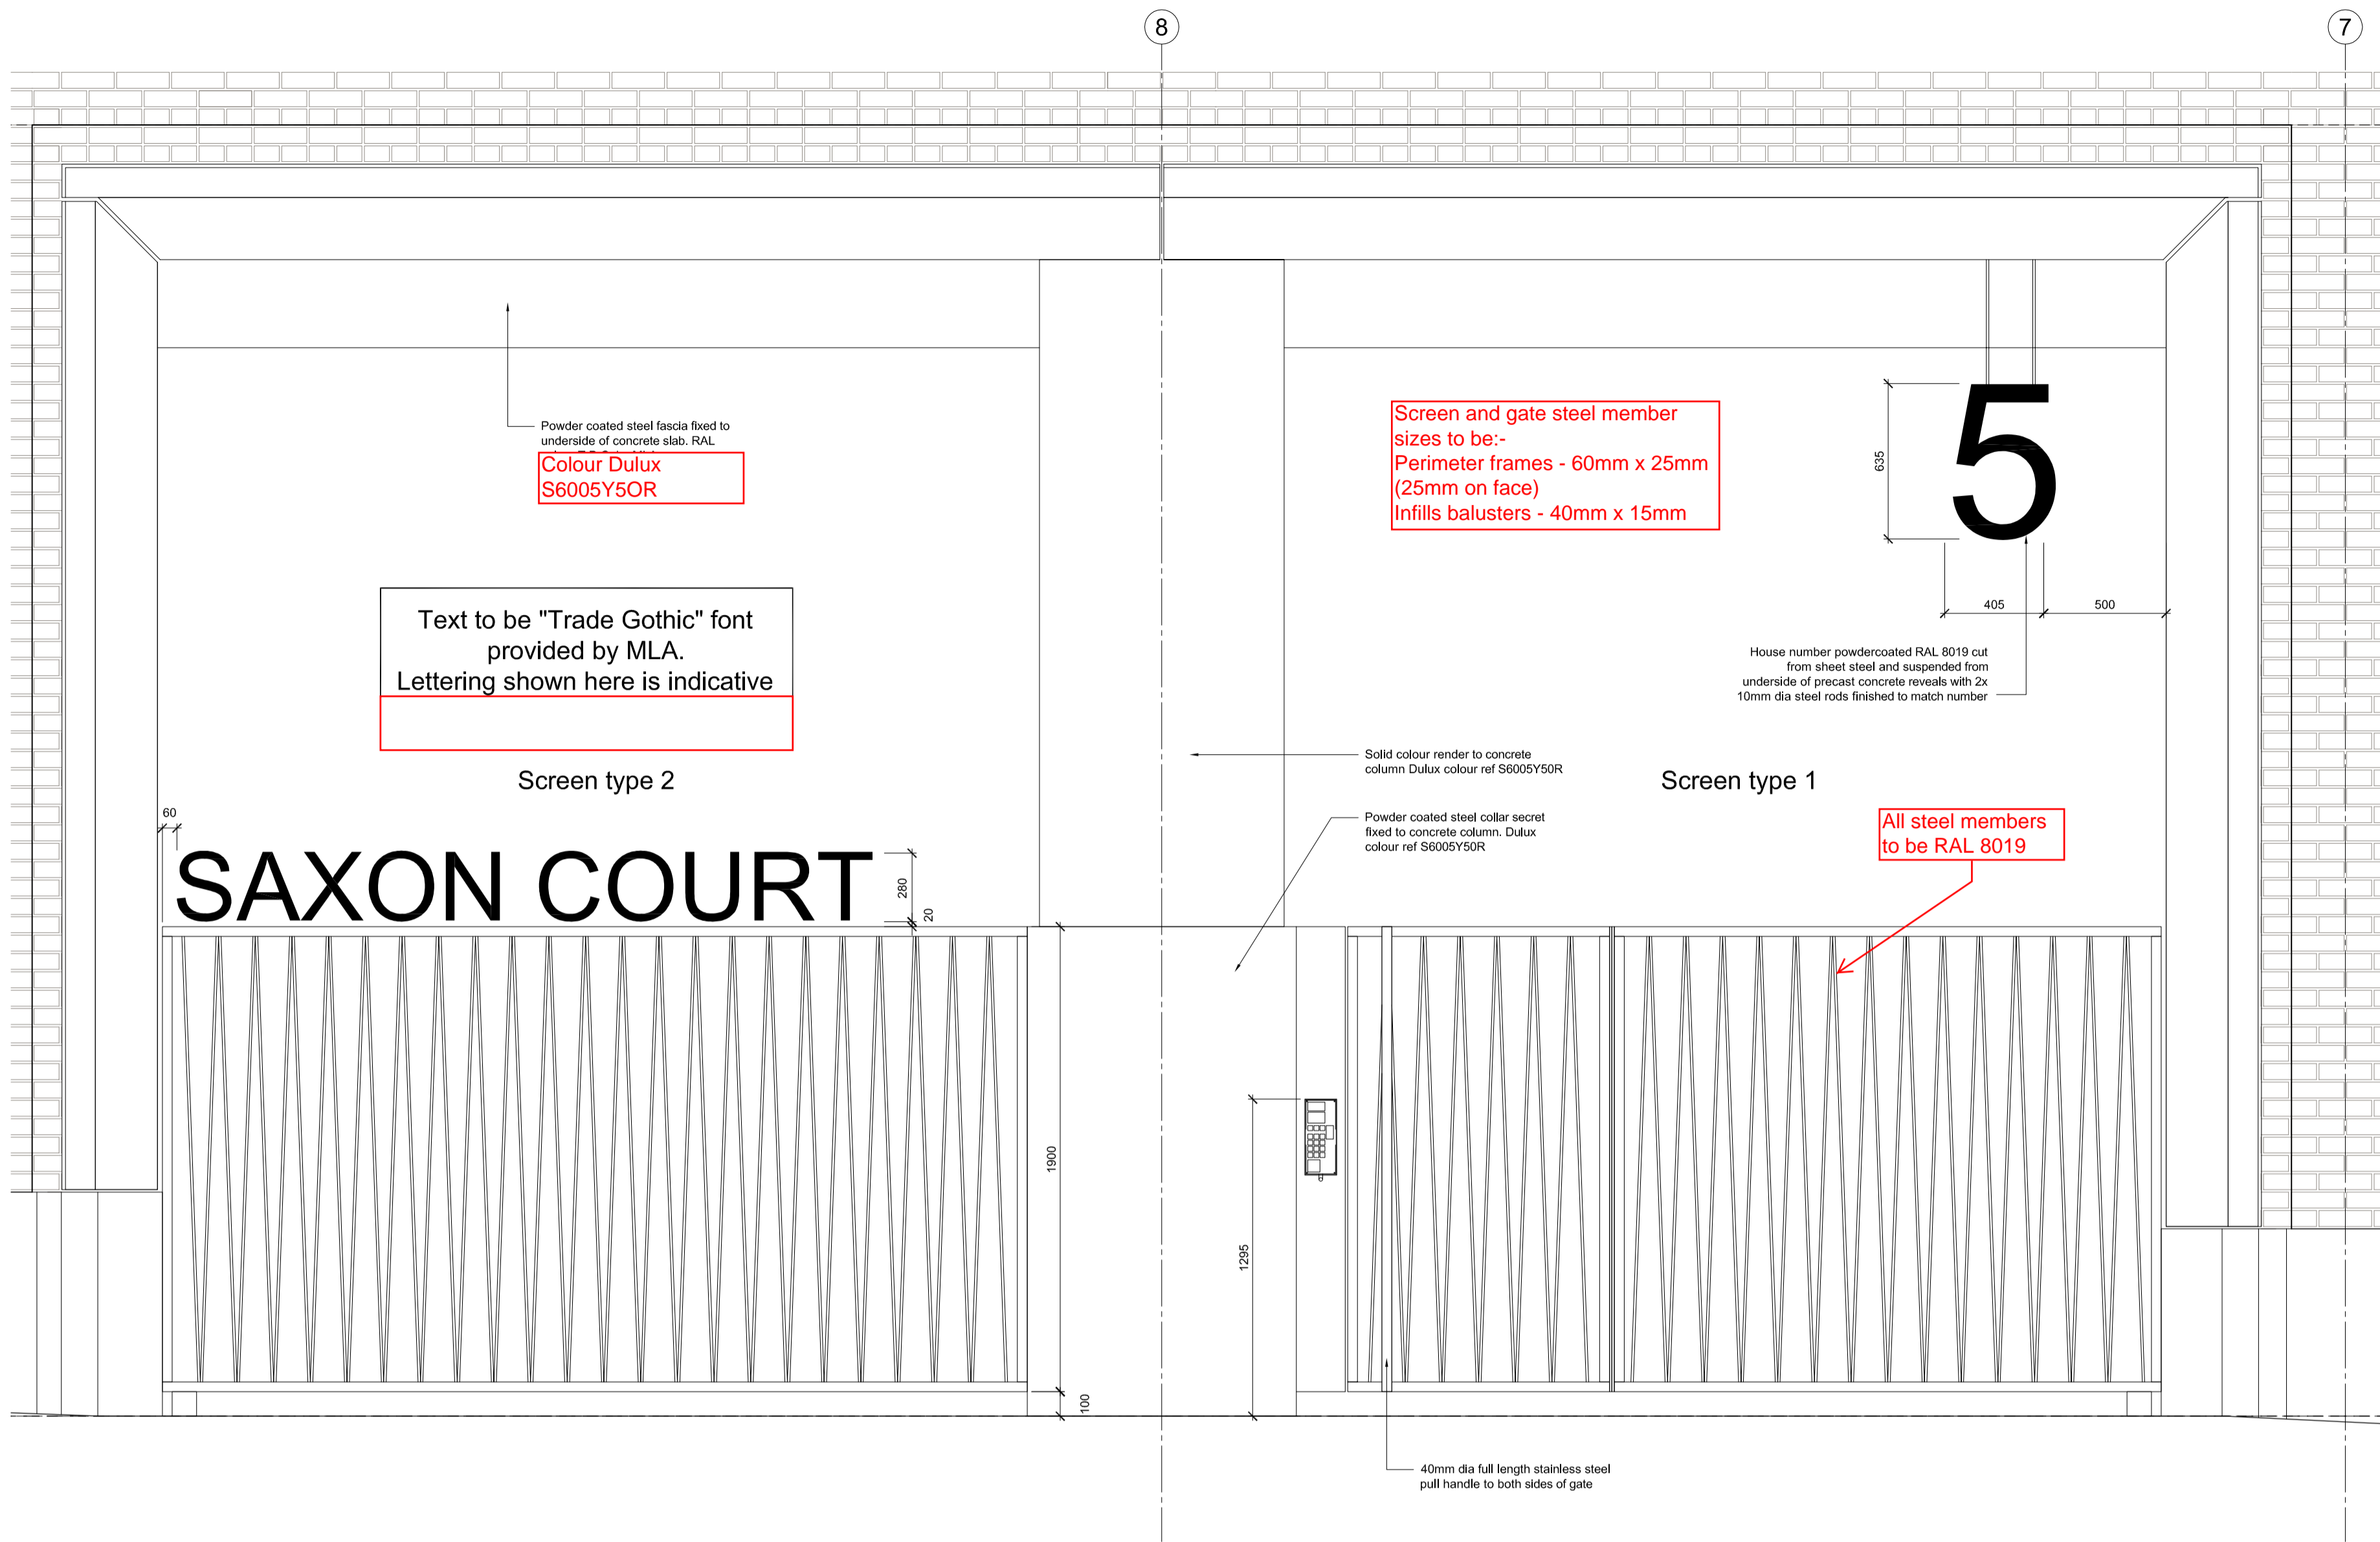 8
7
Powder coated steel fascia fixed to
underside of concrete slab. RAL
Colour Dulux
S6005Y5OR
Screen and gate steel member
sizes to be:-
Perimeter frames - 60mm x 25mm
(25mm on face)
Infills balusters - 40mm x 15mm
5
635
405
500
House number powdercoated RAL 8019 cut
from sheet steel and suspended from
underside of precast concrete reveals with 2x
10mm dia steel rods finished to match number
Text to be "Trade Gothic" font
provided by MLA.
Lettering shown here is indicative
Screen type 2
Solid colour render to concrete
column Dulux colour ref S6005Y50R
Screen type 1
Powder coated steel collar secret
fixed to concrete column. Dulux
colour ref S6005Y50R
All steel members
to be RAL 8019
60
SAXON COURT
280
20
1900
1295
100
40mm dia full length stainless steel
pull handle to both sides of gate